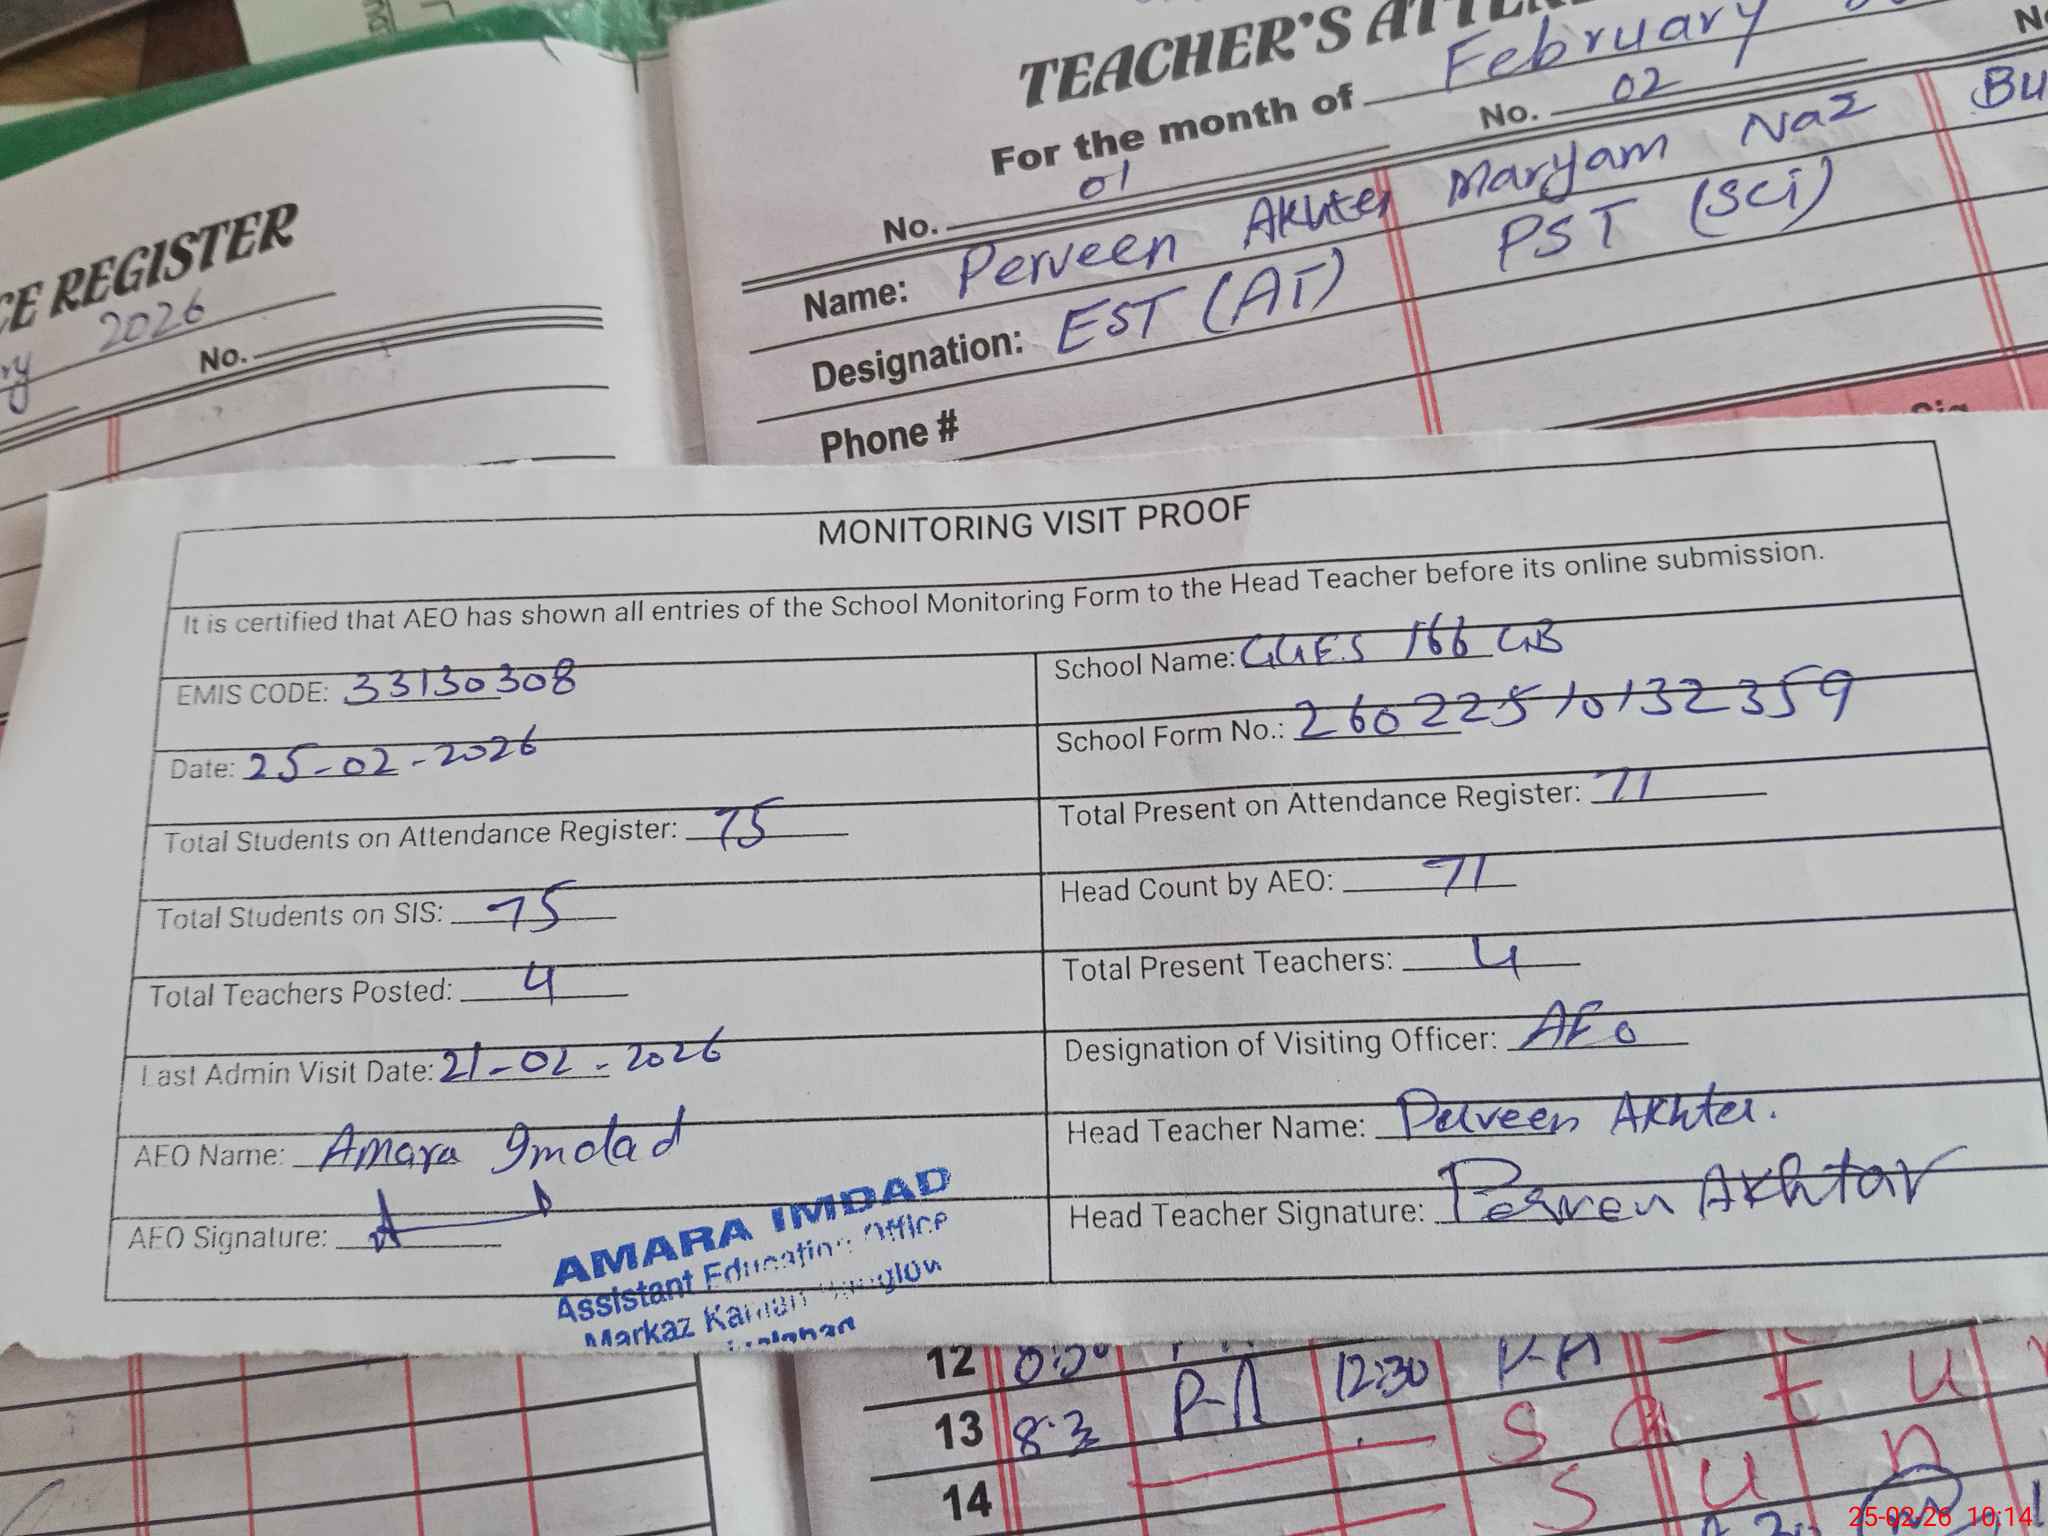 TEACHER'S
For the month of February
No. 01 No. 02
Name: Perveen Akhter Maryam Naz
Designation: EST (AT) PST (Sci)
Phone #
REGISTER
2026
No.
MONITORING VISIT PROOF
It is certified that AEO has shown all entries of the School Monitoring Form to the Head Teacher before its online submission.
EMIS CODE: 33130308 School Name: GGES 166 GB
Date: 25-02-2026 School Form No.: 26022510132359
Total Students on Attendance Register: 75 Total Present on Attendance Register: 71
Total Students on SIS: 75 Head Count by AEO: 71
Total Teachers Posted: 4 Total Present Teachers: 4
Last Admin Visit Date: 21-02-2026 Designation of Visiting Officer: AEO
AEO Name: Amara Imdad Head Teacher Name: Perveen Akhter.
AEO Signature: Head Teacher Signature: Perveen Akhtar
AMARA IMDAD
Assistant Education Office
Markaz
12
13 8:3 P-A 12:30 S a t u
14 S u n
25-02-26 10:14